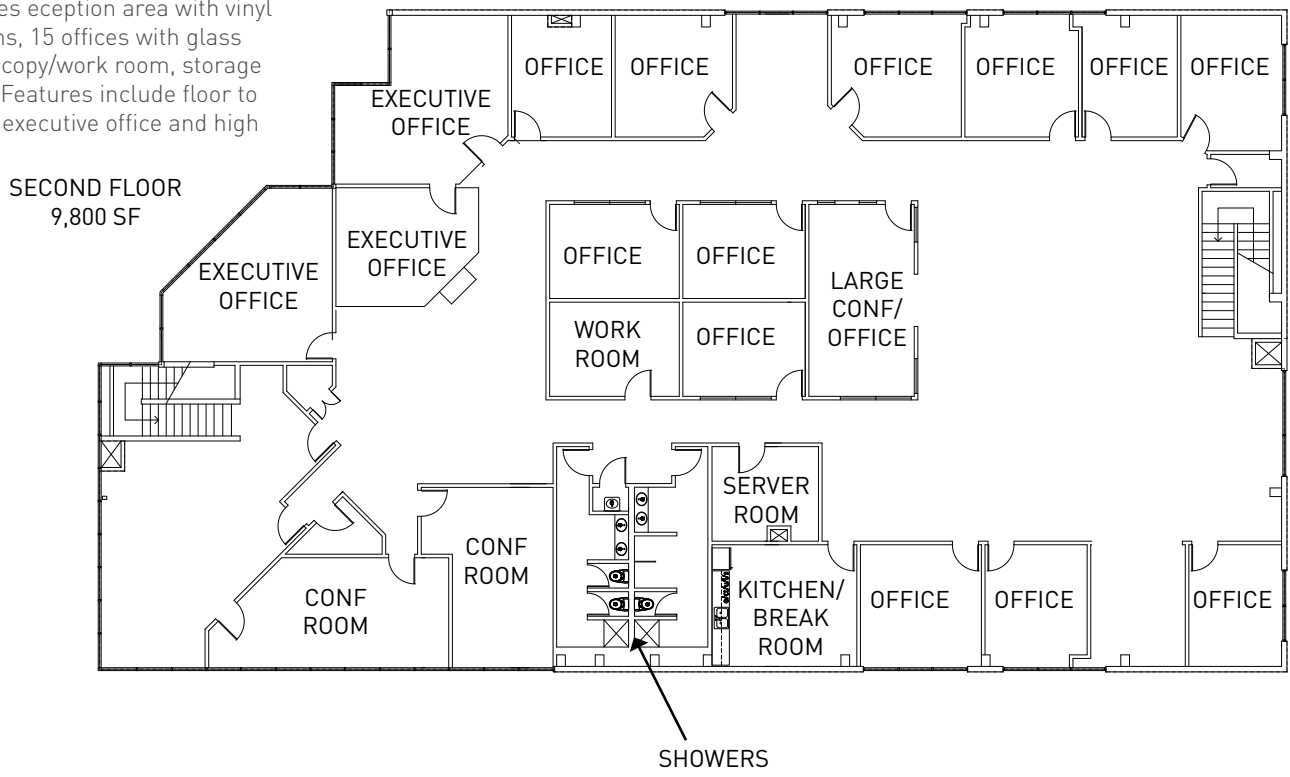 es eception area with vinyl
ns, 15 offices with glass
copy/work room, storage
Features include floor to
executive office and high
SECOND FLOOR
9,800 SF
EXECUTIVE
OFFICE
OFFICE
OFFICE
OFFICE
OFFICE
OFFICE
OFFICE
EXECUTIVE
OFFICE
EXECUTIVE
OFFICE
OFFICE
OFFICE
LARGE
CONF/
OFFICE
WORK
ROOM
OFFICE
SERVER
ROOM
CONF
ROOM
CONF
ROOM
KITCHEN/
BREAK
ROOM
OFFICE
OFFICE
OFFICE
SHOWERS